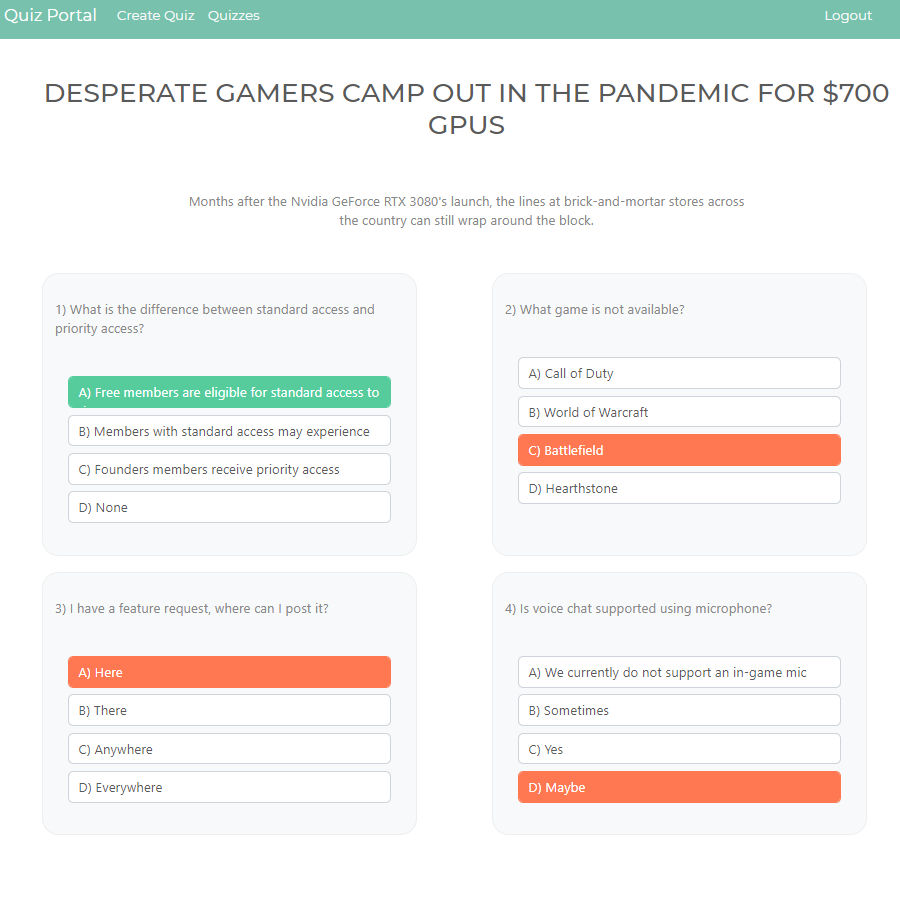 Quiz Portal Create Quiz Quizzes Logout
DESPERATE GAMERS CAMP OUT IN THE PANDEMIC FOR $700
GPUS
Months after the Nvidia GeForce RTX 3080's launch, the lines at brick-and-mortar stores across
the country can still wrap around the block.
1) What is the difference between standard access and
priority access?
A) Free members are eligible for standard access to
B) Members with standard access may experience
C) Founders members receive priority access
D) None
2) What game is not available?
A) Call of Duty
B) World of Warcraft
C) Battlefield
D) Hearthstone
3) I have a feature request, where can I post it?
A) Here
B) There
C) Anywhere
D) Everywhere
4) Is voice chat supported using microphone?
A) We currently do not support an in-game mic
B) Sometimes
C) Yes
D) Maybe